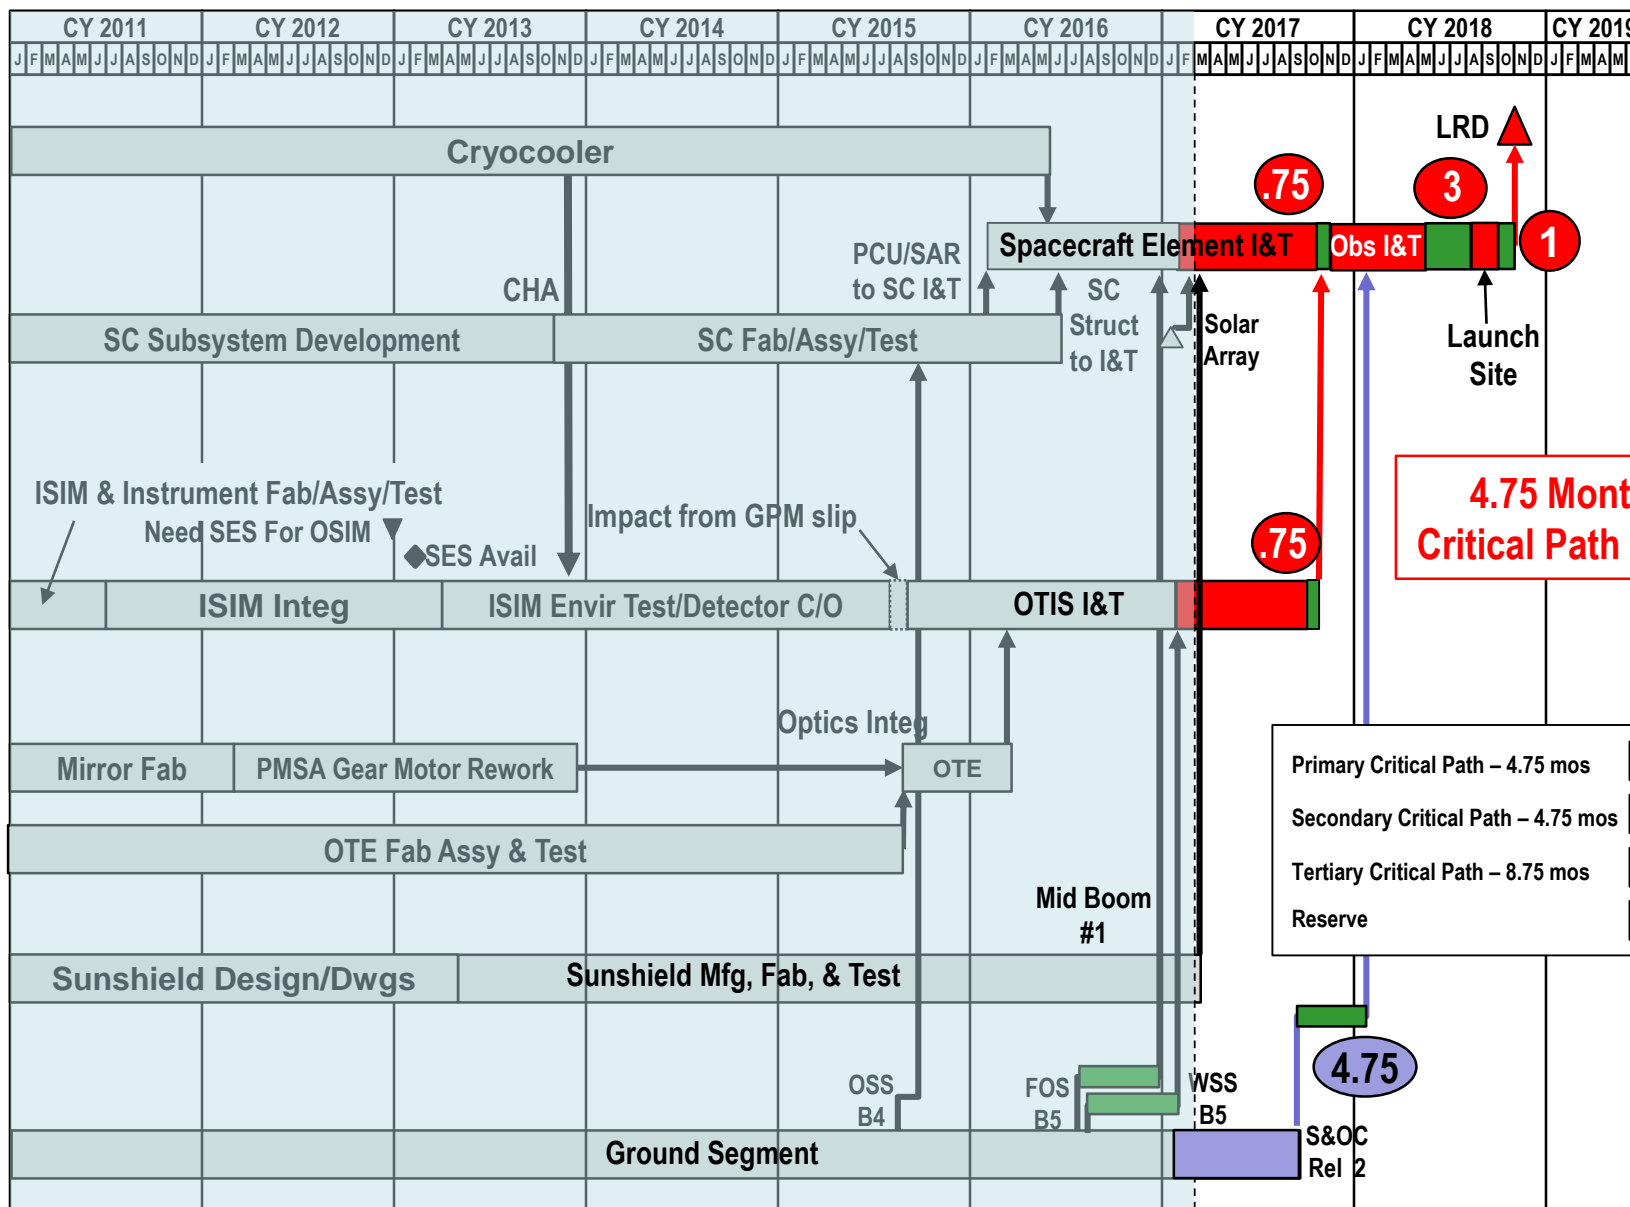 CY 2011 CY 2012 CY 2013 CY 2014 CY 2015 CY 2016 CY 2017 CY 2018 CY 2019
J F M A M J J A S O N D J F M A M J J A S O N D J F M A M J J A S O N D J F M A M J J A S O N D J F M A M J J A S O N D J F M A M J J A S O N D J F M A M J J A S O N D J F M A M J J A S O N D J F M A M
LRD
Cryocooler
.75
3
Spacecraft Element I&T
Obs I&T
1
PCU/SAR
to SC I&T
CHA
SC
Struct
to I&T
Solar
Array
Launch
Site
SC Subsystem Development
SC Fab/Assy/Test
ISIM & Instrument Fab/Assy/Test
Need SES For OSIM
SES Avail
Impact from GPM slip
.75
4.75 Mont
Critical Path
ISIM Integ
ISIM Envir Test/Detector C/O
OTIS I&T
Optics Integ
Mirror Fab
PMSA Gear Motor Rework
OTE
Primary Critical Path – 4.75 mos
Secondary Critical Path – 4.75 mos
Tertiary Critical Path – 8.75 mos
Reserve
OTE Fab Assy & Test
Mid Boom
#1
Sunshield Design/Dwgs
Sunshield Mfg, Fab, & Test
4.75
OSS
B4
FOS
B5
WSS
B5
Ground Segment
S&OC
Rel 2